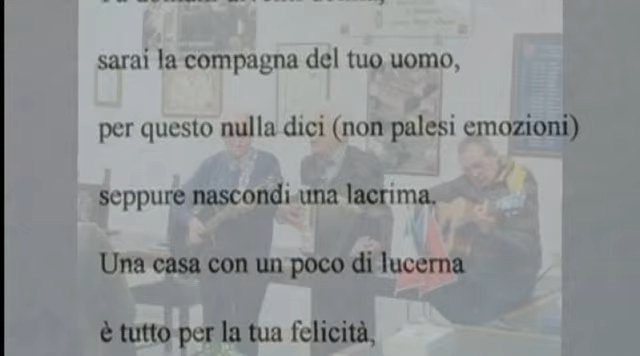 sarai la compagna del tuo uomo,
per questo nulla dici (non palesi emozioni)
seppure nascondi una lacrima.
Una casa con un poco di lucerna
è tutto per la tua felicità,